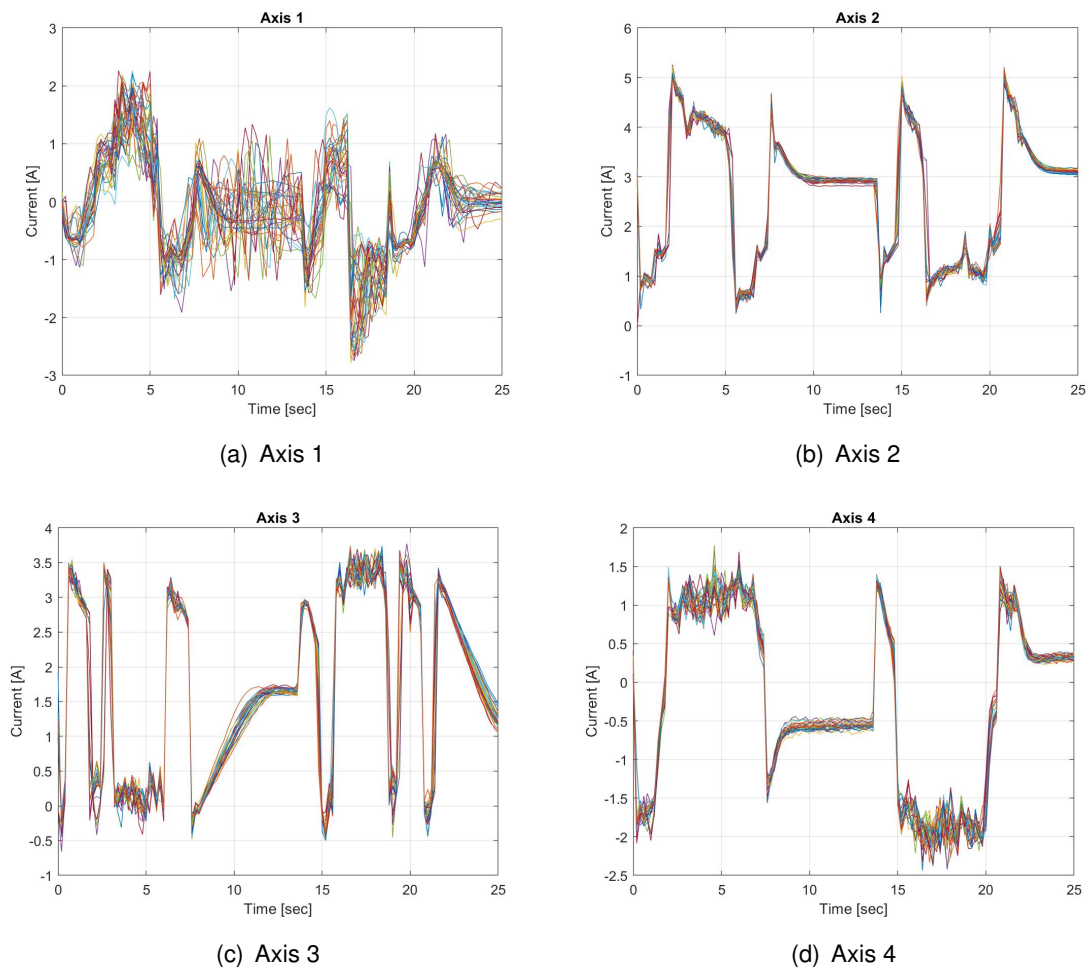 Axis 1
3
2
1
0
-1
-2
-3
Current [A]
0 5 10 15 20 25
Time [sec]
(a) Axis 1
Axis 2
6
5
4
3
2
1
0
-1
Current [A]
0 5 10 15 20 25
Time [sec]
(b) Axis 2
Axis 3
4
3.5
3
2.5
2
1.5
1
0.5
0
-0.5
-1
Current [A]
0 5 10 15 20 25
Time [sec]
(c) Axis 3
Axis 4
2
1.5
1
0.5
0
-0.5
-1
-1.5
-2
-2.5
Current [A]
0 5 10 15 20 25
Time [sec]
(d) Axis 4